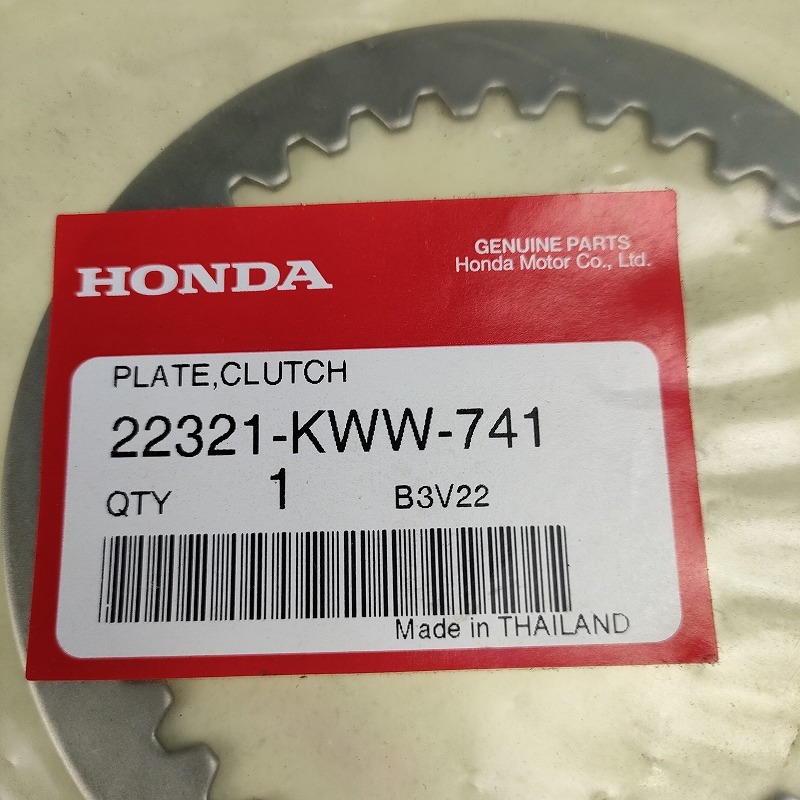 HONDA
GENUINE PARTS
Honda Motor Co., Ltd.
PLATE,CLUTCH
22321-KWW-741
QTY 1 B3V22
Made in THAILAND